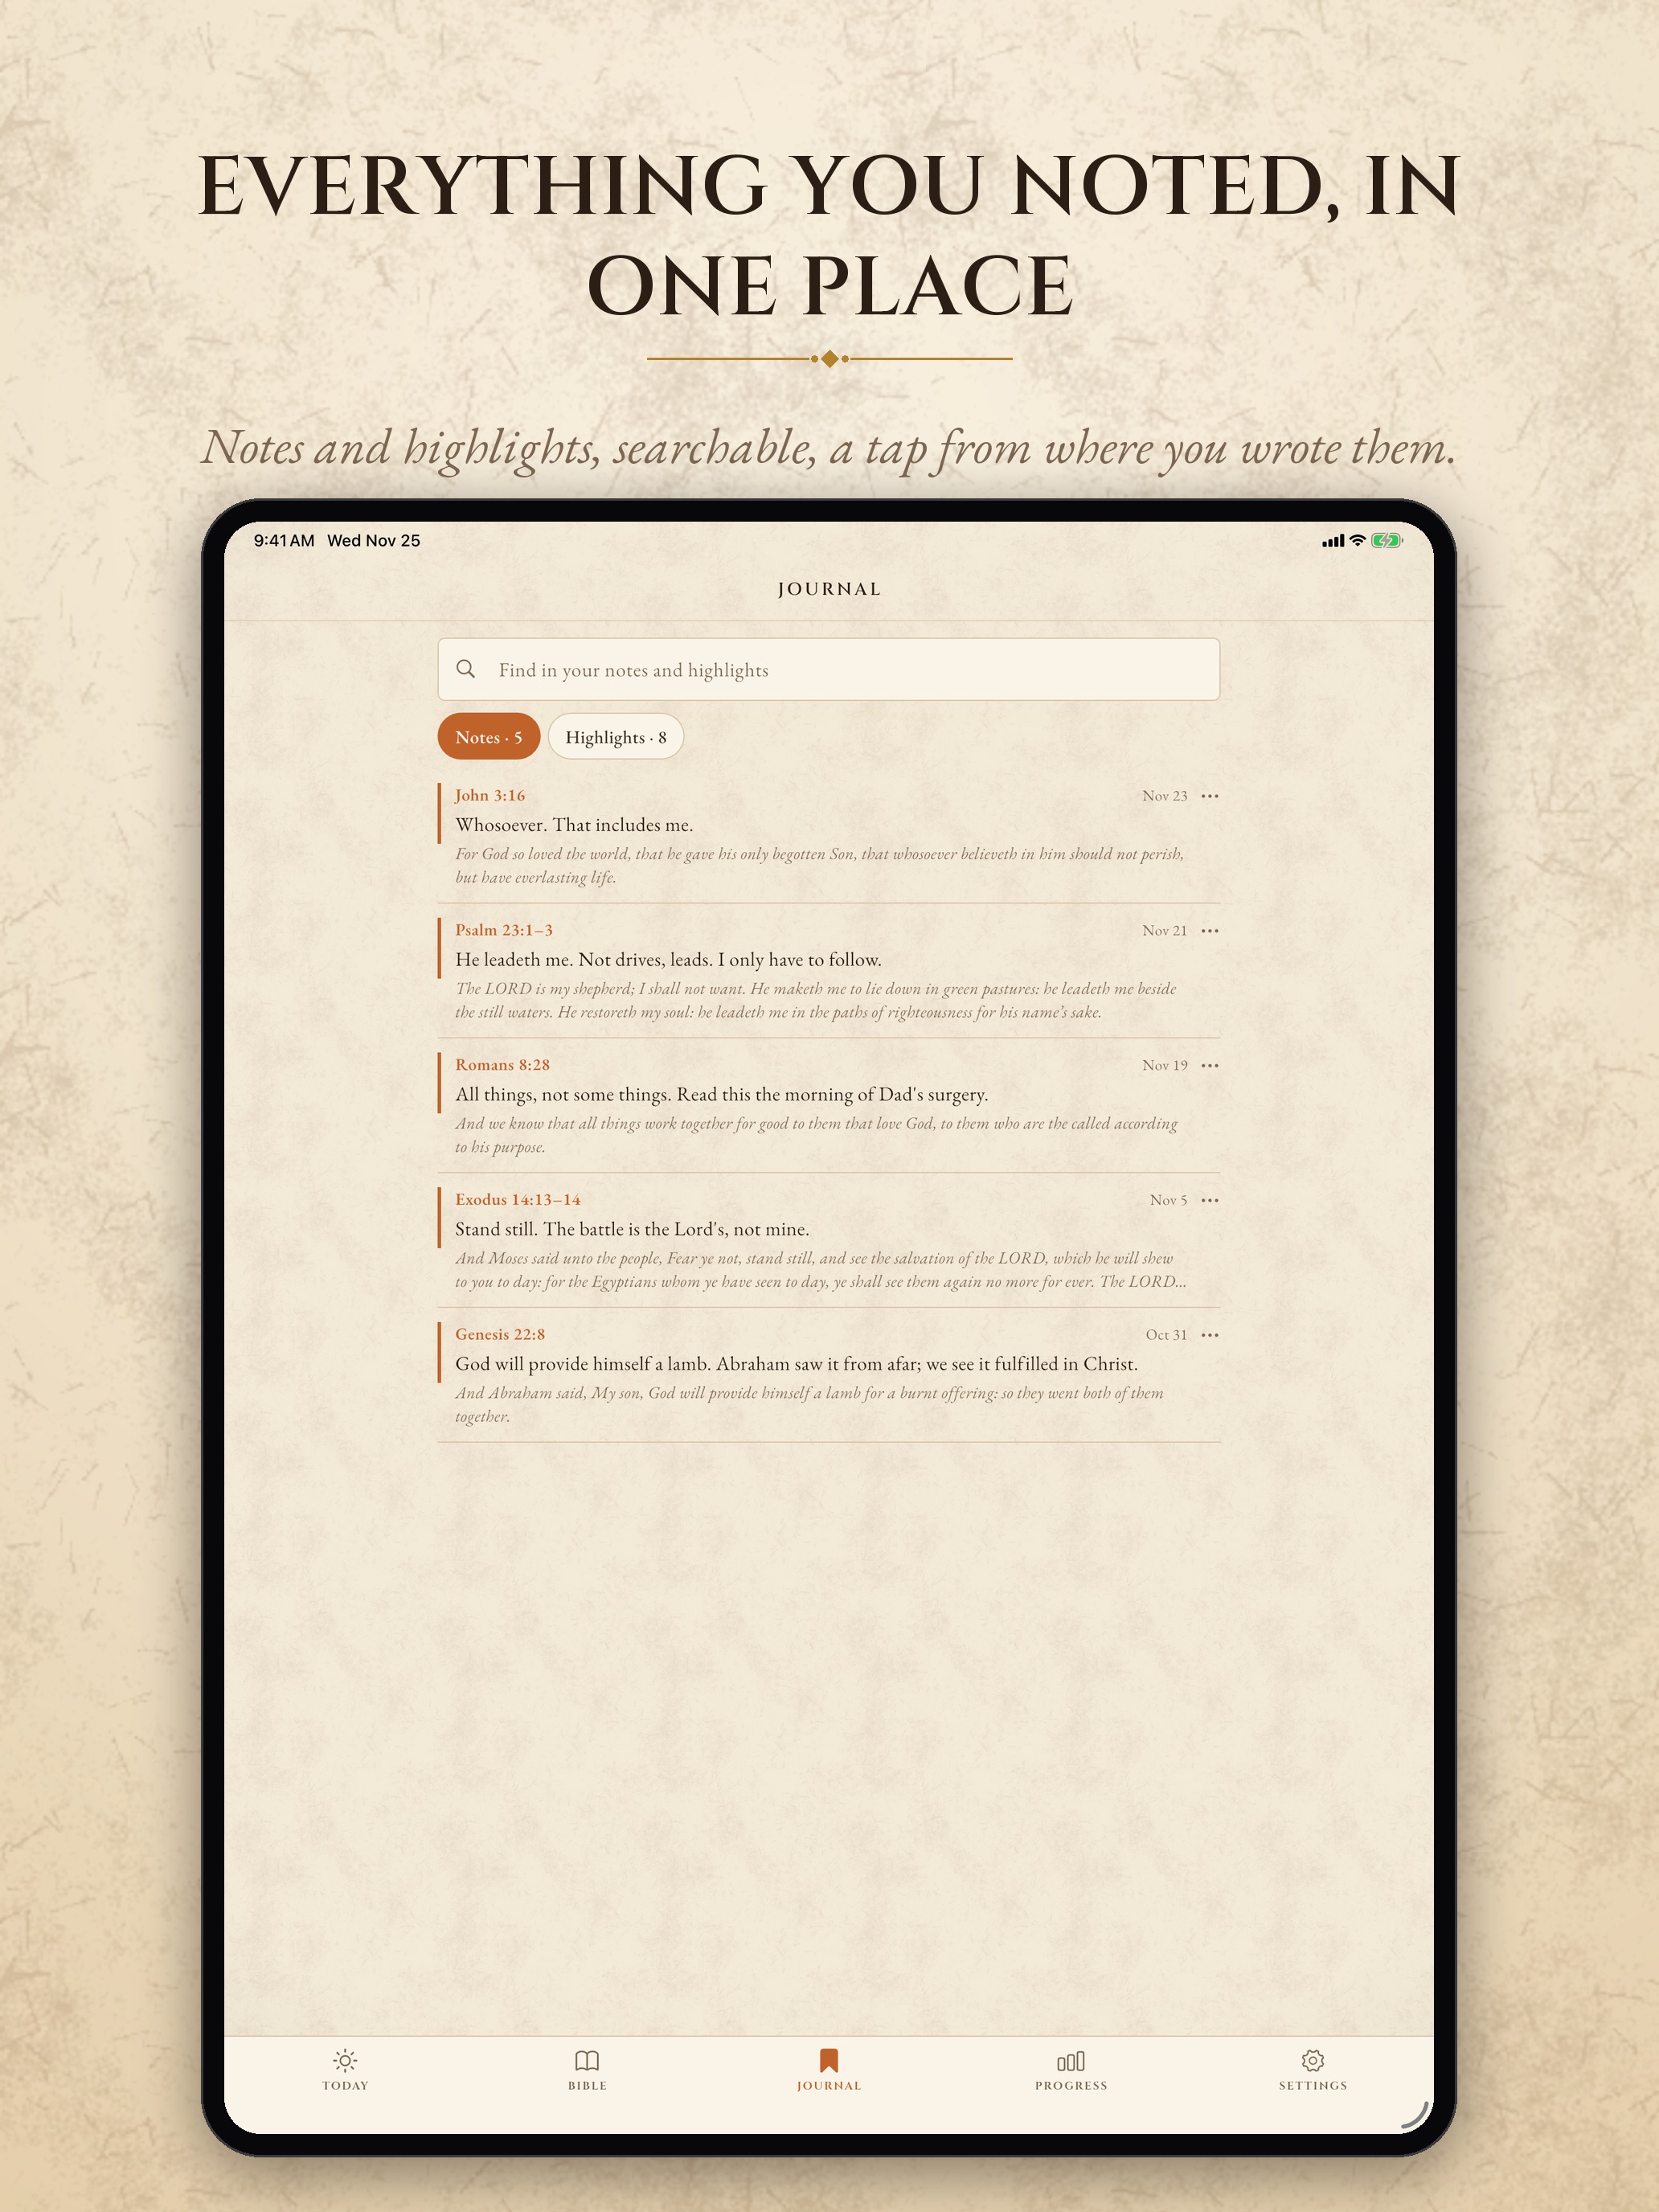 EVERYTHING YOU NOTED, IN
ONE PLACE
Notes and highlights, searchable, a tap from where you wrote them.
9:41 AM Wed Nov 25
JOURNAL
Find in your notes and highlights
Notes · 5 Highlights · 8
John 3:16 Nov 23
Whosoever. That includes me.
For God so loved the world, that he gave his only begotten Son, that whosoever believeth in him should not perish,
but have everlasting life.
Psalm 23:1–3 Nov 21
He leadeth me. Not drives, leads. I only have to follow.
The LORD is my shepherd; I shall not want. He maketh me to lie down in green pastures: he leadeth me beside
the still waters. He restoreth my soul: he leadeth me in the paths of righteousness for his name’s sake.
Romans 8:28 Nov 19
All things, not some things. Read this the morning of Dad's surgery.
And we know that all things work together for good to them that love God, to them who are the called according
to his purpose.
Exodus 14:13–14 Nov 5
Stand still. The battle is the Lord's, not mine.
And Moses said unto the people, Fear ye not, stand still, and see the salvation of the LORD, which he will shew
to you to day: for the Egyptians whom ye have seen to day, ye shall see them again no more for ever. The LORD...
Genesis 22:8 Oct 31
God will provide himself a lamb. Abraham saw it from afar; we see it fulfilled in Christ.
And Abraham said, My son, God will provide himself a lamb for a burnt offering: so they went both of them
together.
TODAY BIBLE JOURNAL PROGRESS SETTINGS